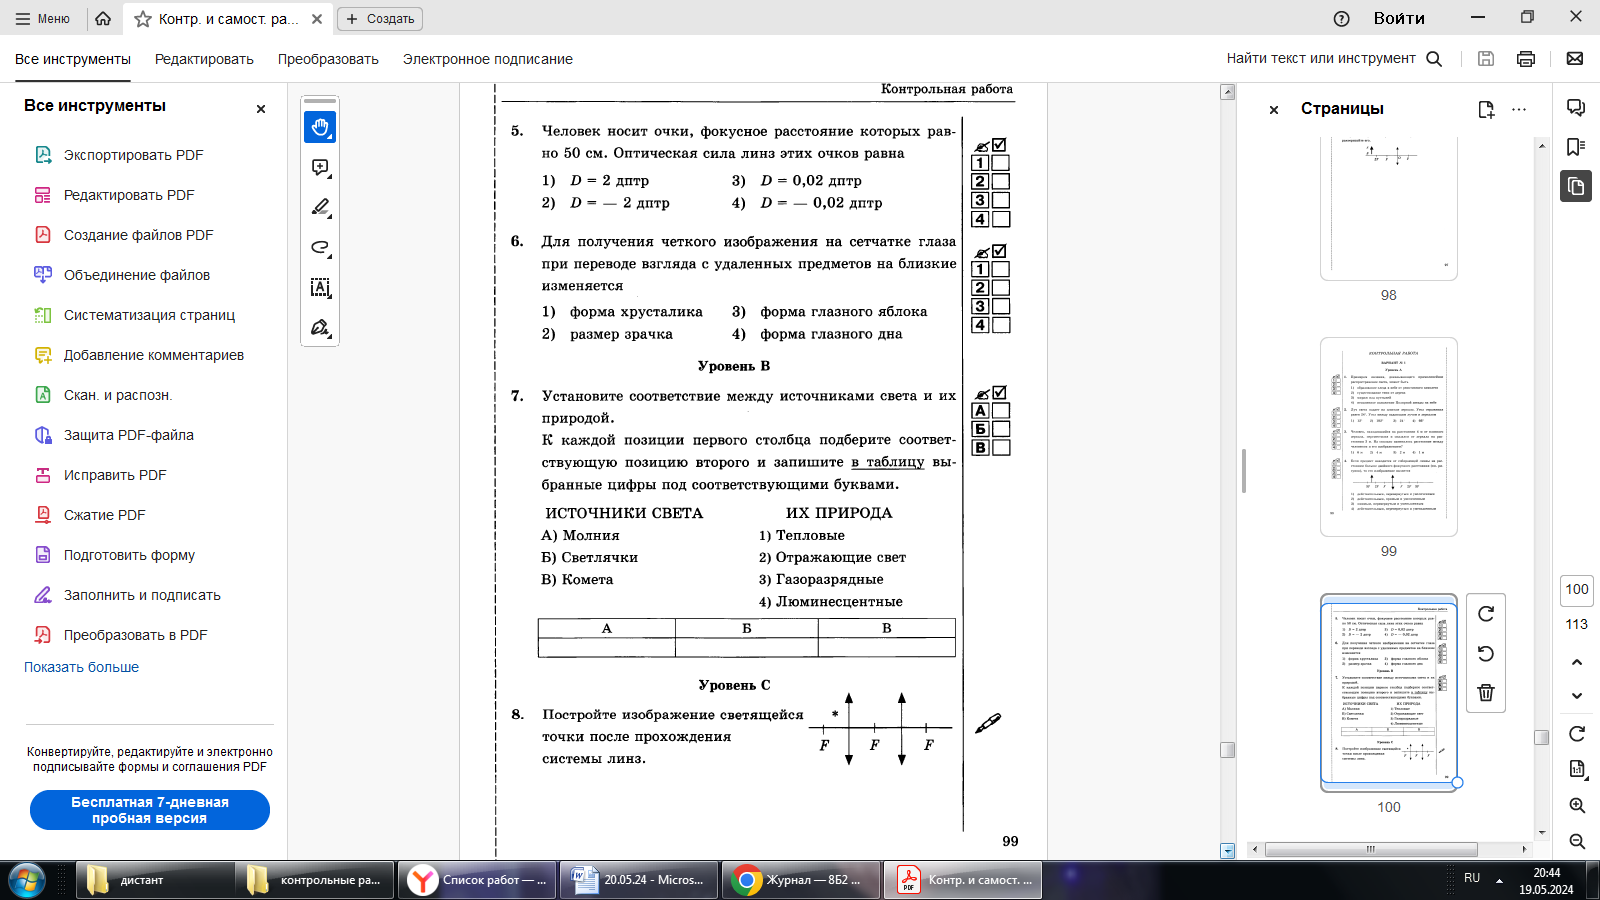 Меню
Контр. и самост. ра...
Создать
Войти
Все инструменты
Редактировать
Преобразовать
Электронное подписание
Найти текст или инструмент
Все инструменты
Экспортировать PDF
Редактировать PDF
Создание файлов PDF
Объединение файлов
Систематизация страниц
Добавление комментариев
Скан. и распозн.
Защита PDF-файла
Исправить PDF
Сжатие PDF
Подготовить форму
Заполнить и подписать
Преобразовать в PDF
Показать больше
Конвертируйте, редактируйте и электронно
подписывайте формы и соглашения PDF
Бесплатная 7-дневная
пробная версия
Контрольная работа
5. Человек носит очки, фокусное расстояние которых рав-
но 50 см. Оптическая сила линз этих очков равна
1) D = 2 дптр 3) D = 0,02 дптр
2) D = — 2 дптр 4) D = — 0,02 дптр
1
2
3
4
6. Для получения четкого изображения на сетчатке глаза
при переводе взгляда с удаленных предметов на близкие
изменяется
1) форма хрусталика 3) форма глазного яблока
2) размер зрачка 4) форма глазного дна
1
2
3
4
Уровень В
7. Установите соответствие между источниками света и их
природой.
К каждой позиции первого столбца подберите соответ-
ствующую позицию второго и запишите в таблицу вы-
бранные цифры под соответствующими буквами.
А
Б
В
ИСТОЧНИКИ СВЕТА ИХ ПРИРОДА
А) Молния 1) Тепловые
Б) Светлячки 2) Отражающие свет
В) Комета 3) Газоразрядные
4) Люминесцентные
А Б В
Уровень С
8. Постройте изображение светящейся
точки после прохождения
системы линз.
F F F
99
Страницы
98
КОНТРОЛЬНАЯ РАБОТА
99
100
100
113
дистант
контрольные ра...
Список работ — ...
20.05.24 - Micros...
Журнал — 8Б2 ...
Контр. и самост. ...
RU
20:44
19.05.2024